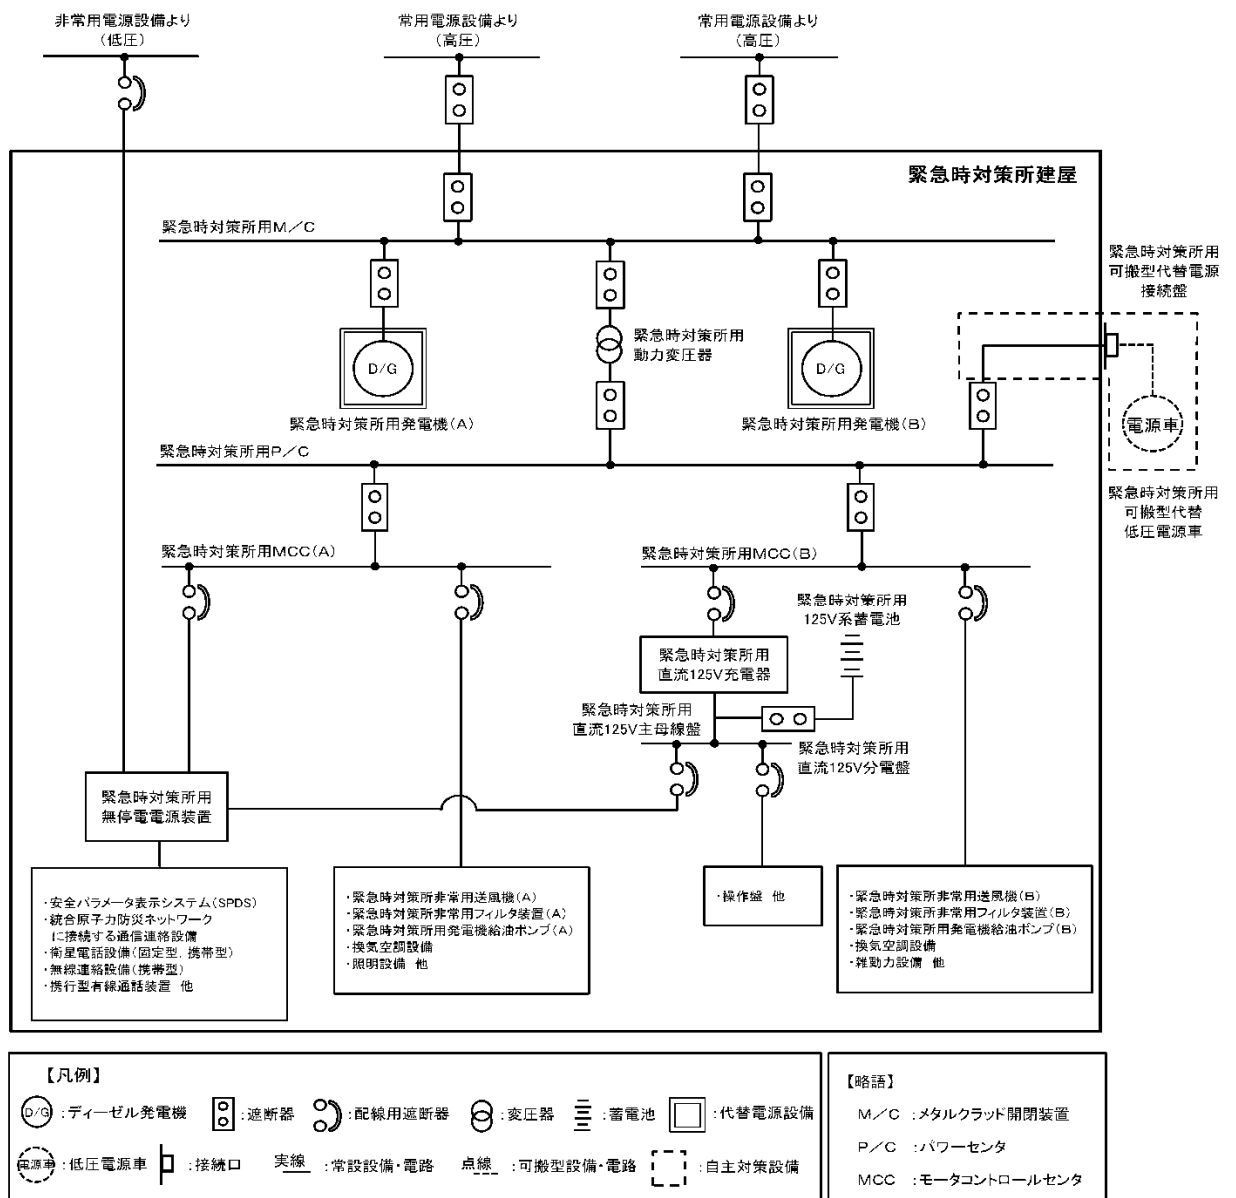 非常用電源設備より
(低圧)
常用電源設備より
(高圧)
常用電源設備より
(高圧)
緊急時対策所建屋
緊急時対策所用M/C
緊急時対策所用
可搬型代替電源
接続盤
緊急時対策所用
動力変圧器
D/G
D/G
緊急時対策所用発電機(A)
緊急時対策所用発電機(B)
電源車
緊急時対策所用P/C
緊急時対策所用
可搬型代替
低圧電源車
緊急時対策所用MCC(A)
緊急時対策所用MCC(B)
緊急時対策所用
125V系蓄電池
緊急時対策所用
直流125V充電器
緊急時対策所用
直流125V主母線盤
緊急時対策所用
直流125V分電盤
緊急時対策所用
無停電電源装置
・安全パラメータ表示システム(SPDS)
・統合原子力防災ネットワーク
に接続する通信連絡設備
・衛星電話設備(固定型,携帯型)
・無線連絡設備(携帯型)
・携行型有線通話装置 他
・緊急時対策所非常用送風機(A)
・緊急時対策所非常用フィルタ装置(A)
・緊急時対策所用発電機給油ポンプ(A)
・換気空調設備
・照明設備 他
・操作盤 他
・緊急時対策所非常用送風機(B)
・緊急時対策所非常用フィルタ装置(B)
・緊急時対策所用発電機給油ポンプ(B)
・換気空調設備
・雑動力設備 他
【凡例】
D/G :ディーゼル発電機 :遮断器 :配線用遮断器 :変圧器 :蓄電池 :代替電源設備
電源車 :低圧電源車 :接続口 実線 :常設設備・電路 点線 :可搬型設備・電路 :自主対策設備
【略語】
M/C :メタルクラッド開閉装置
P/C :パワーセンタ
MCC :モータコントロールセンタ